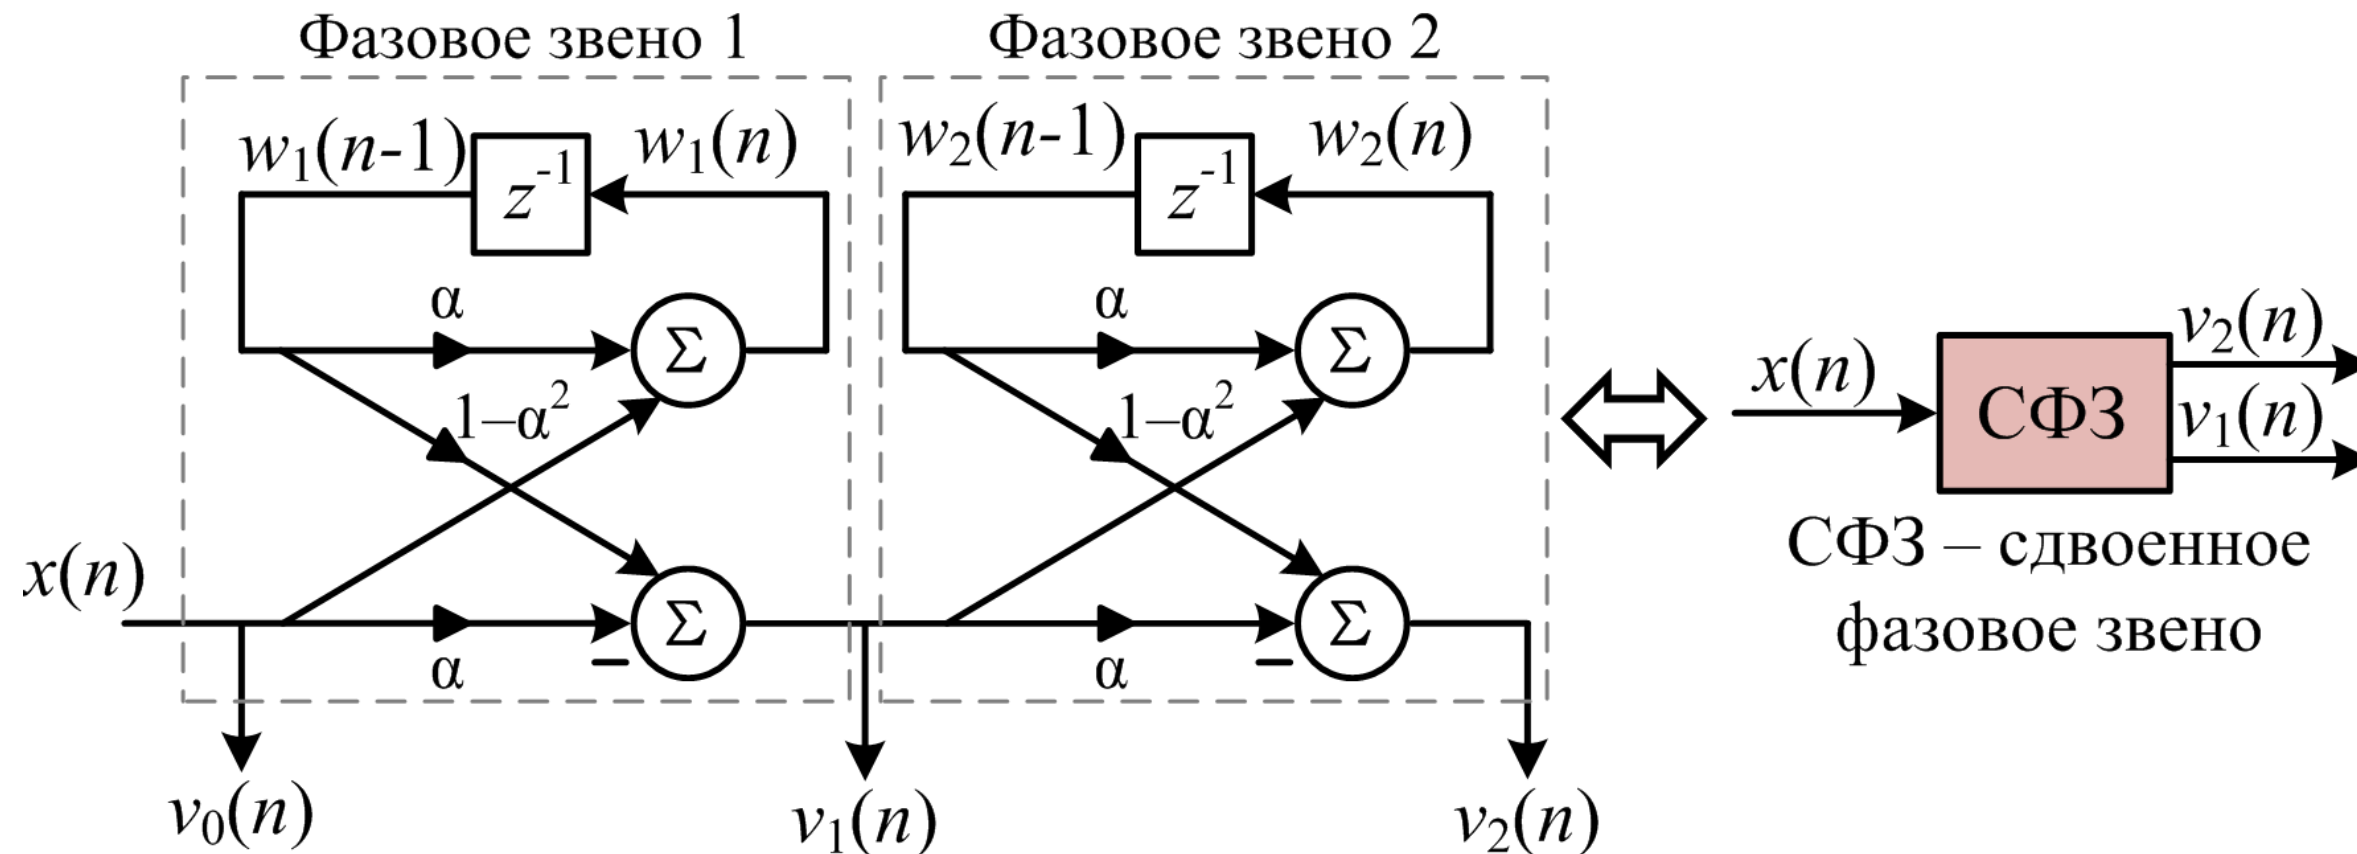 Фазовое звено 1
Фазовое звено 2
w₁(n-1)
z⁻¹
w₁(n)
w₂(n-1)
z⁻¹
w₂(n)
α
Σ
α
Σ
1–α²
1–α²
x(n)
α
–
Σ
α
–
Σ
v₀(n)
v₁(n)
v₂(n)
x(n)
СФЗ
v₂(n)
v₁(n)
СФЗ – сдвоенное
фазовое звено